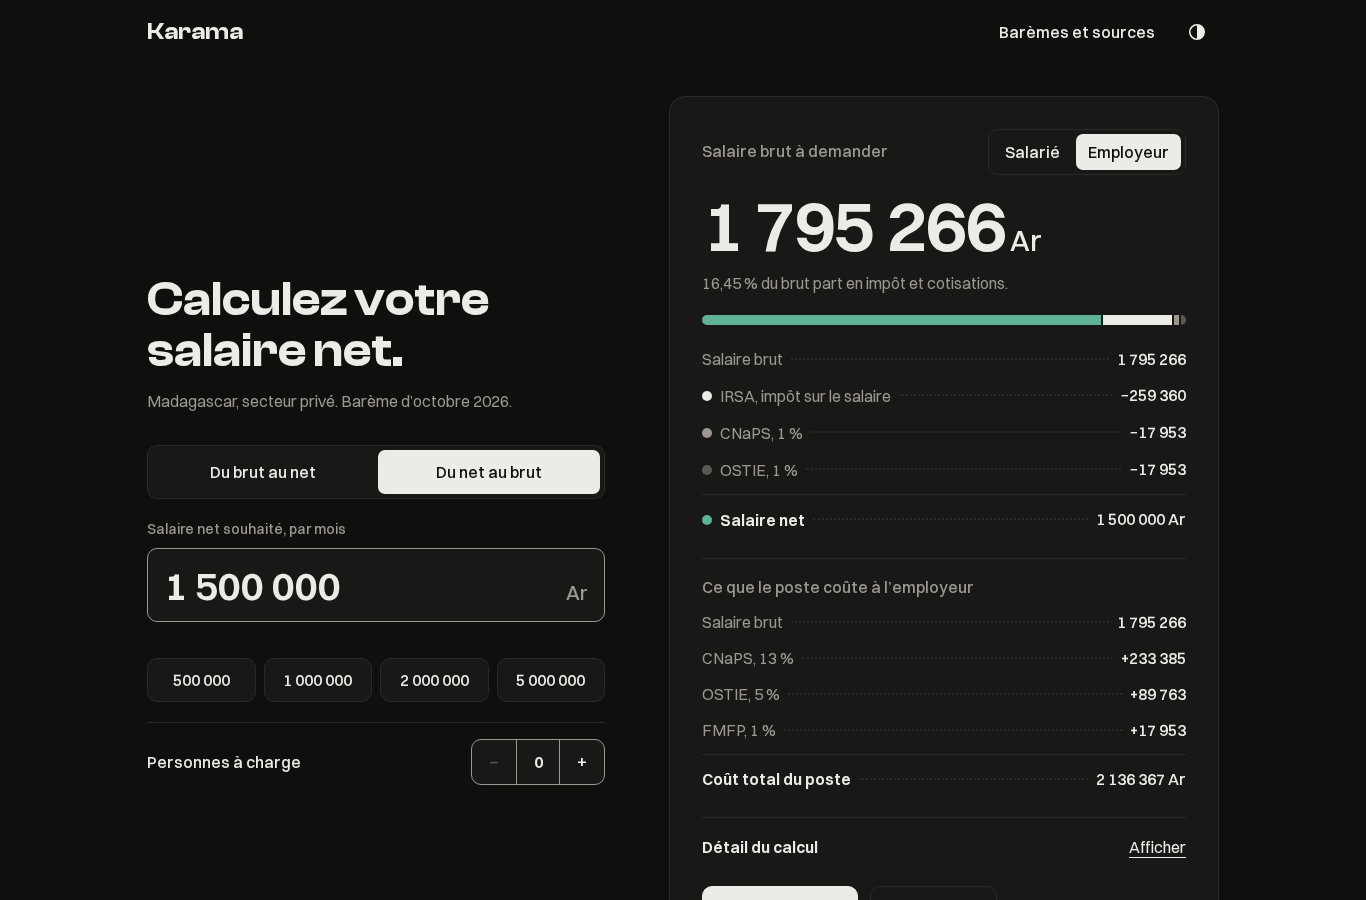 Karama
Barèmes et sources
Calculez votre
salaire net.
Madagascar, secteur privé. Barème d'octobre 2026.
Du brut au net
Du net au brut
Salaire net souhaité, par mois
1 500 000 Ar
500 000
1 000 000
2 000 000
5 000 000
Personnes à charge
− 0 +
Salaire brut à demander
Salarié
Employeur
1 795 266 Ar
16,45 % du brut part en impôt et cotisations.
Salaire brut 1 795 266
IRSA, impôt sur le salaire −259 360
CNaPS, 1 % −17 953
OSTIE, 1 % −17 953
Salaire net 1 500 000 Ar
Ce que le poste coûte à l'employeur
Salaire brut 1 795 266
CNaPS, 13 % +233 385
OSTIE, 5 % +89 763
FMFP, 1 % +17 953
Coût total du poste 2 136 367 Ar
Détail du calcul Afficher